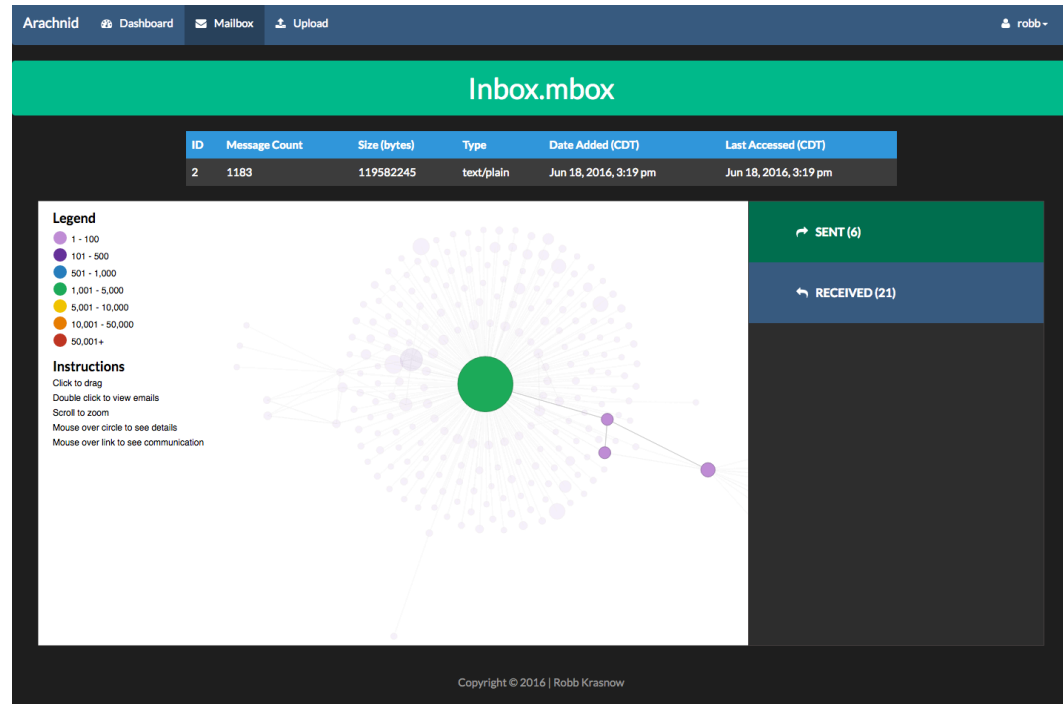 Arachnid Dashboard Mailbox Upload robb
Inbox.mbox
ID Message Count Size (bytes) Type Date Added (CDT) Last Accessed (CDT)
2 1183 119582245 text/plain Jun 18, 2016, 3:19 pm Jun 18, 2016, 3:19 pm
Legend
1 - 100
101 - 500
501 - 1,000
1,001 - 5,000
5,001 - 10,000
10,001 - 50,000
50,001+
Instructions
Click to drag
Double click to view emails
Scroll to zoom
Mouse over circle to see details
Mouse over link to see communication
SENT (6)
RECEIVED (21)
Copyright © 2016 | Robb Krasnow